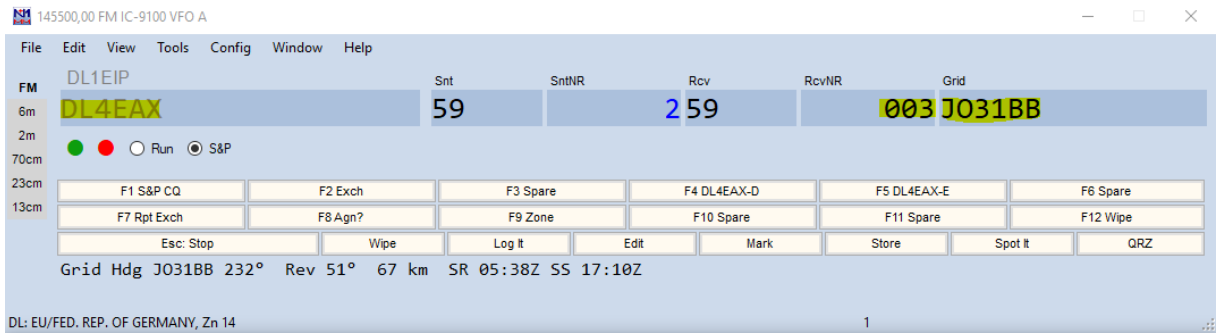 145500,00 FM IC-9100 VFO A
File Edit View Tools Config Window Help
DL1EIP Snt SntNR Rcv RcvNR Grid
FM
DL4EAX 59 2 59 003 JO31BB
6m
2m
Run S&P
70cm
23cm
F1 S&P CQ F2 Exch F3 Spare F4 DL4EAX-D F5 DL4EAX-E F6 Spare
13cm
F7 Rpt Exch F8 Agn? F9 Zone F10 Spare F11 Spare F12 Wipe
Esc: Stop Wipe Log It Edit Mark Store Spot It QRZ
Grid Hdg JO31BB 232° Rev 51° 67 km SR 05:38Z SS 17:10Z
DL: EU/FED. REP. OF GERMANY, Zn 14 1